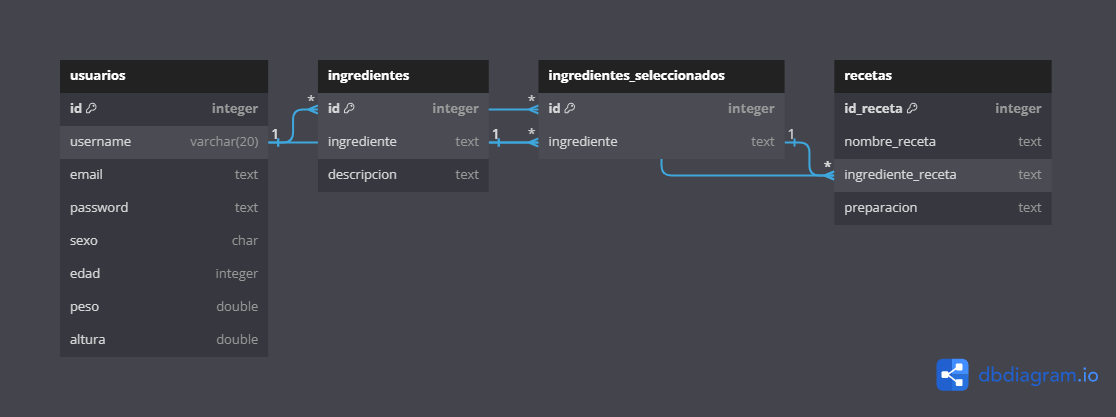 usuarios
id integer
username varchar(20)
email text
password text
sexo char
edad integer
peso double
altura double
1
*
ingredientes
id integer
ingrediente text
descripcion text
1
*
*
ingredientes_seleccionados
id integer
ingrediente text
1
*
recetas
id_receta integer
nombre_receta text
ingrediente_receta text
preparacion text
dbdiagram.io